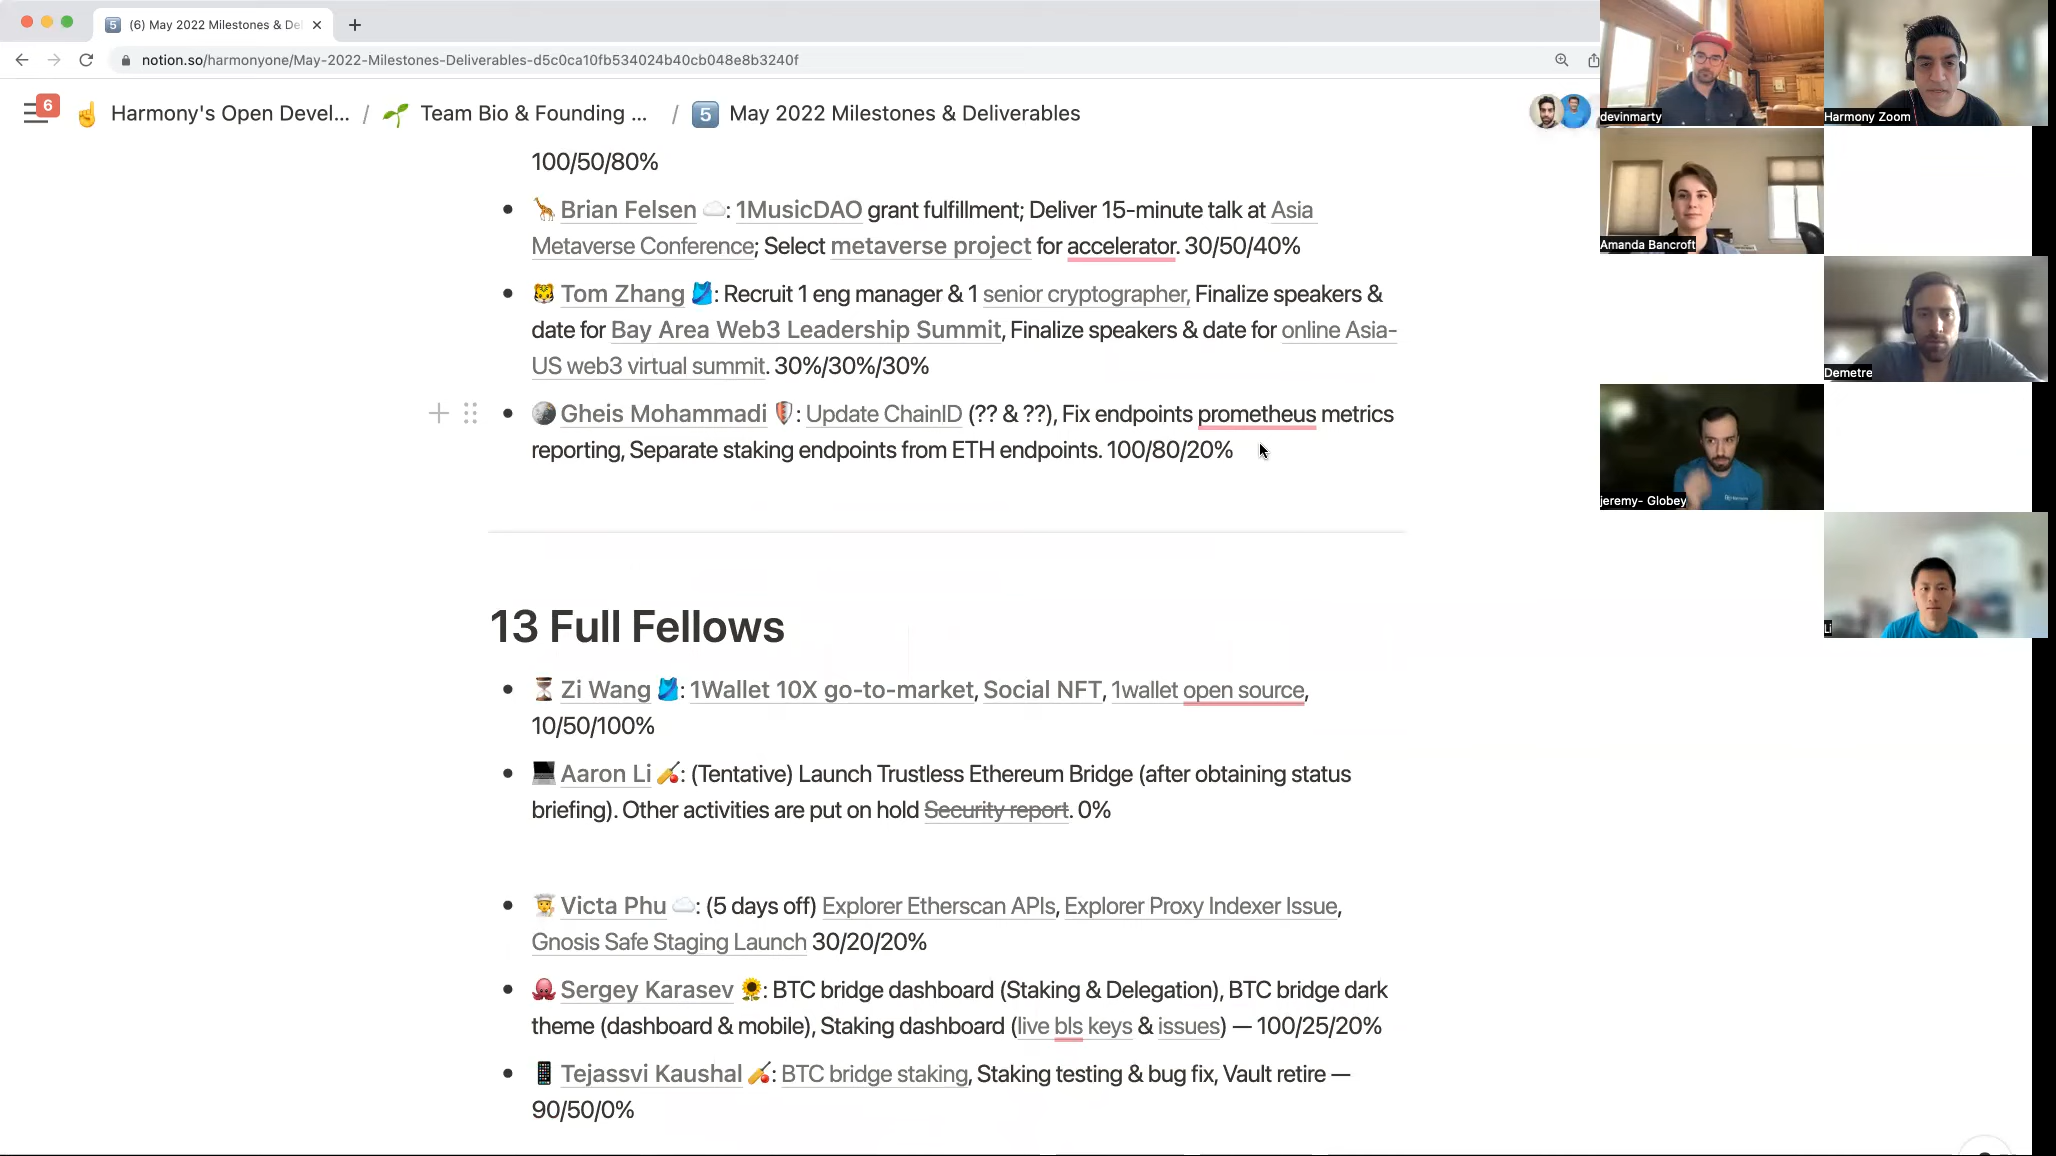 (6) May 2022 Milestones & De
notion.so/harmonyone/May-2022-Milestones-Deliverables-d5c0ca10fb534024b40cb048e8b3240f
6
Harmony's Open Devel... / Team Bio & Founding ... / 5 May 2022 Milestones & Deliverables
100/50/80%
• 🦒 Brian Felsen ☁️: 1MusicDAO grant fulfillment; Deliver 15-minute talk at Asia
Metaverse Conference; Select metaverse project for accelerator. 30/50/40%
• 🐯 Tom Zhang 🎽: Recruit 1 eng manager & 1 senior cryptographer, Finalize speakers &
date for Bay Area Web3 Leadership Summit, Finalize speakers & date for online Asia-
US web3 virtual summit. 30%/30%/30%
• 🌖 Gheis Mohammadi 🛡️: Update ChainID (?? & ??), Fix endpoints prometheus metrics
reporting, Separate staking endpoints from ETH endpoints. 100/80/20%
13 Full Fellows
• ⏳ Zi Wang 🎽: 1Wallet 10X go-to-market, Social NFT, 1wallet open source,
10/50/100%
• 💻 Aaron Li 🏏: (Tentative) Launch Trustless Ethereum Bridge (after obtaining status
briefing). Other activities are put on hold Security report. 0%
• 👨‍🍳 Victa Phu ☁️: (5 days off) Explorer Etherscan APIs, Explorer Proxy Indexer Issue,
Gnosis Safe Staging Launch 30/20/20%
• 🐙 Sergey Karasev 🌻: BTC bridge dashboard (Staking & Delegation), BTC bridge dark
theme (dashboard & mobile), Staking dashboard (live bls keys & issues) — 100/25/20%
• 📱 Tejassvi Kaushal 🏏: BTC bridge staking, Staking testing & bug fix, Vault retire —
90/50/0%
devinmarty
Harmony Zoom
Amanda Bancroft
Demetre
jeremy- Globey
Li